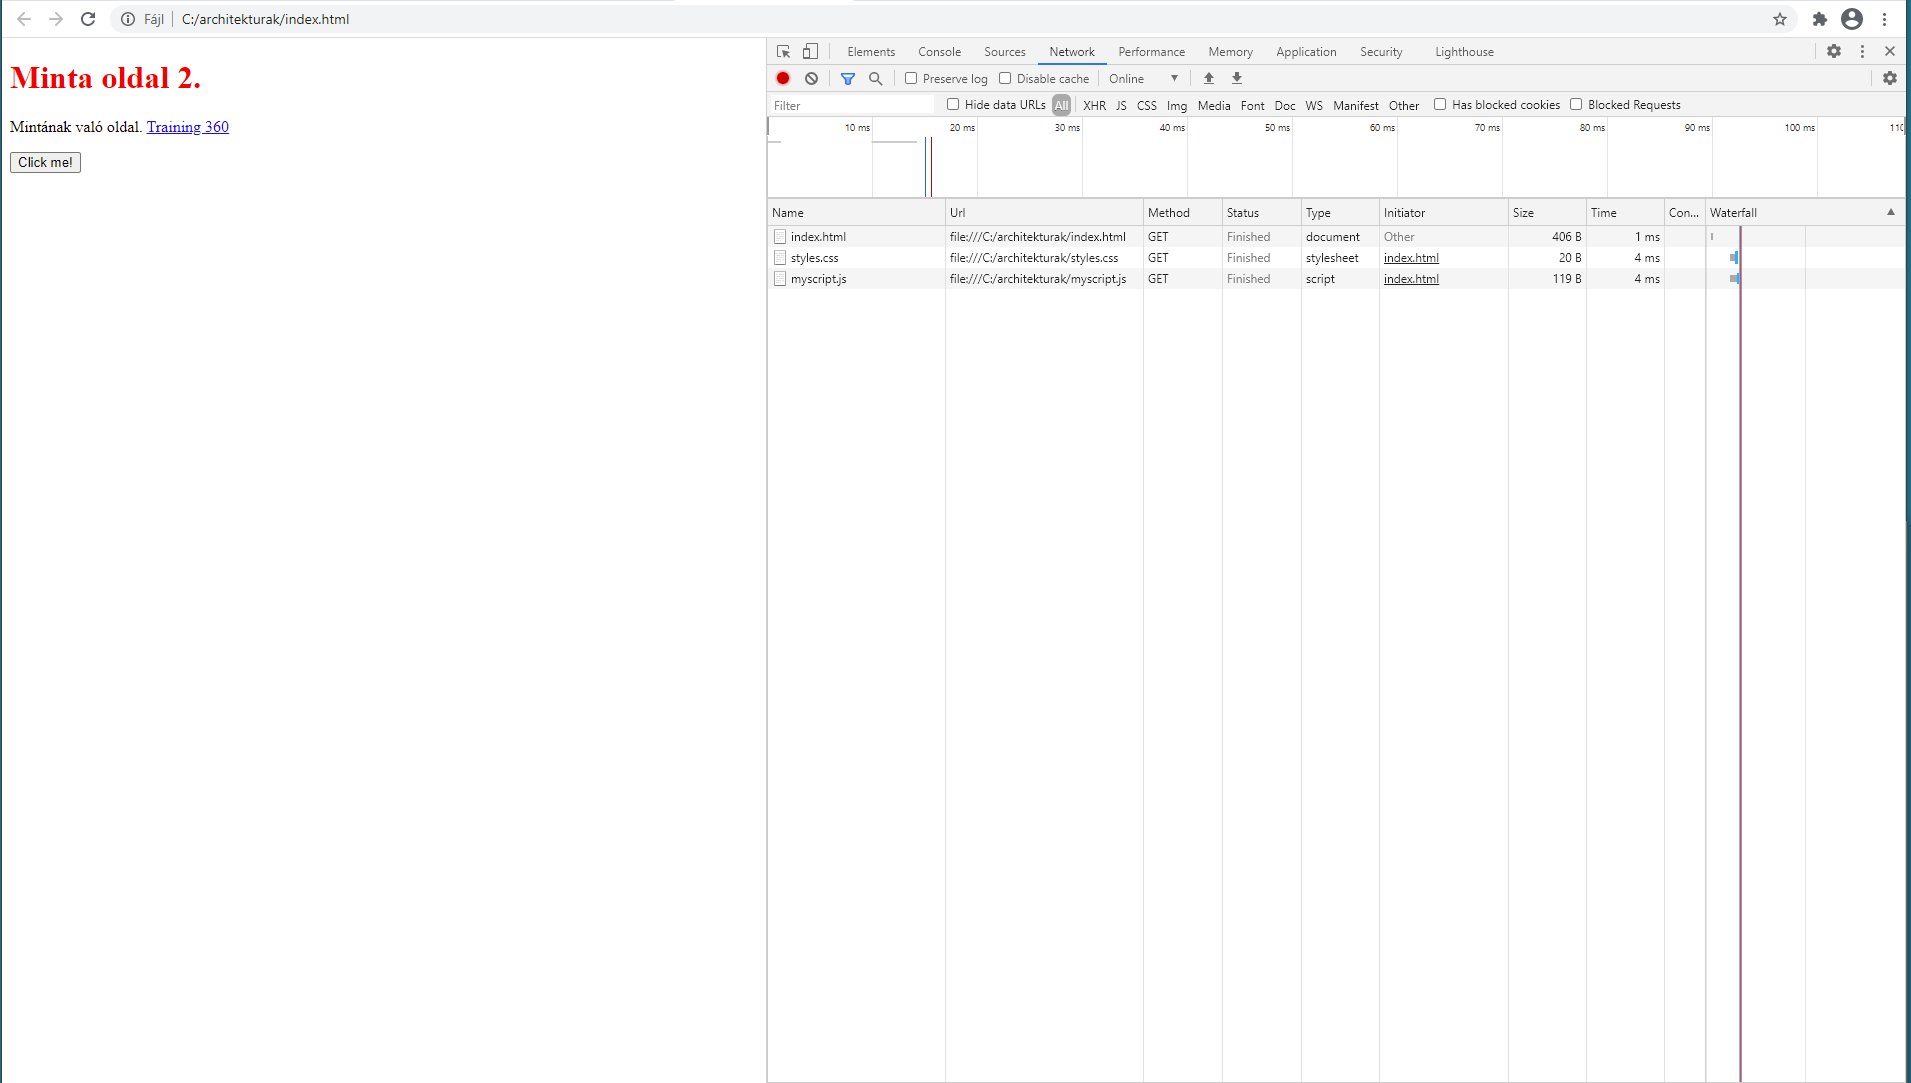 Fájl C:/architekturak/index.html
Minta oldal 2.
Mintának való oldal. Training 360
Click me!
Elements Console Sources Network Performance Memory Application Security Lighthouse
Preserve log Disable cache Online
Filter Hide data URLs All XHR JS CSS Img Media Font Doc WS Manifest Other Has blocked cookies Blocked Requests
10 ms 20 ms 30 ms 40 ms 50 ms 60 ms 70 ms 80 ms 90 ms 100 ms
Name Url Method Status Type Initiator Size Time Con... Waterfall
index.html file:///C:/architekturak/index.html GET Finished document Other 406 B 1 ms
styles.css file:///C:/architekturak/styles.css GET Finished stylesheet index.html 20 B 4 ms
myscript.js file:///C:/architekturak/myscript.js GET Finished script index.html 119 B 4 ms